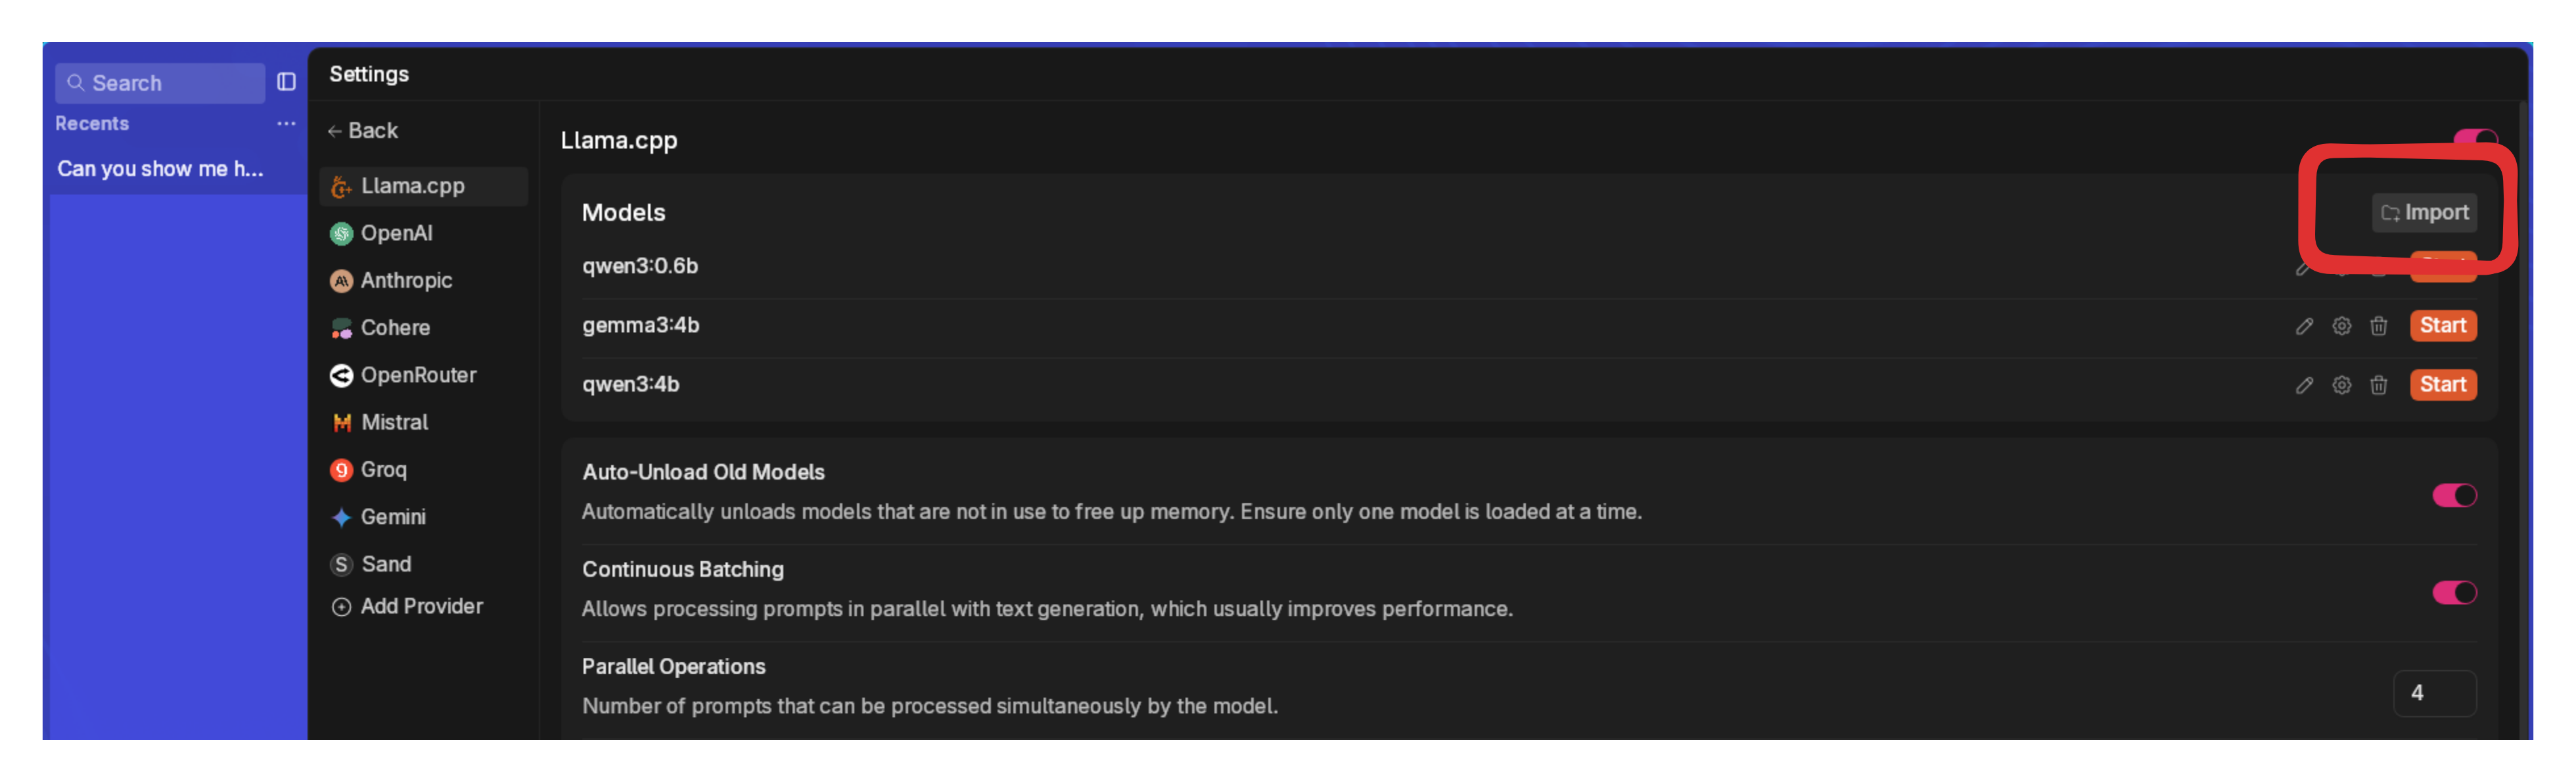 Search
Recents
...
Can you show me h...
Settings
Back
Llama.cpp
OpenAI
Anthropic
Cohere
OpenRouter
Mistral
Groq
Gemini
S Sand
Add Provider
Llama.cpp
Models
Import
qwen3:0.6b
gemma3:4b
Start
qwen3:4b
Start
Auto-Unload Old Models
Automatically unloads models that are not in use to free up memory. Ensure only one model is loaded at a time.
Continuous Batching
Allows processing prompts in parallel with text generation, which usually improves performance.
Parallel Operations
Number of prompts that can be processed simultaneously by the model.
4